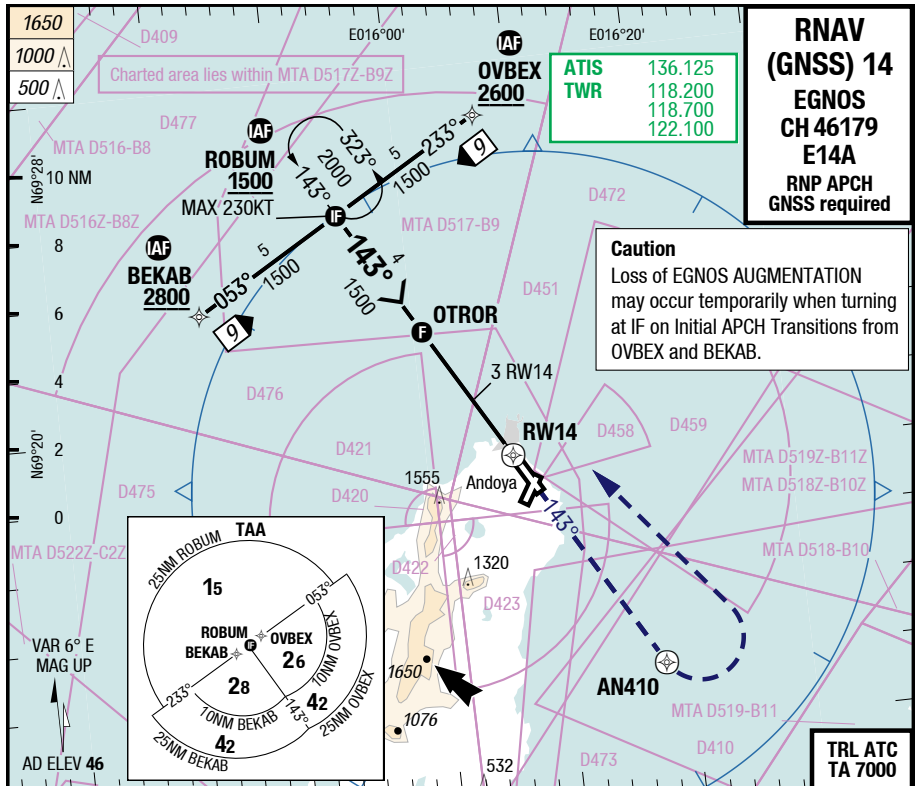 1650
1000
500
D409
E016°00'
E016°20'
Charted area lies within MTA D517Z-B9Z
IAF
OVBEX
2600
ATIS 136.125
TWR 118.200
118.700
122.100
RNAV
(GNSS) 14
EGNOS
CH 46179
E14A
RNP APCH
GNSS required
D477
MTA D516-B8
IAF
ROBUM
1500
MAX 230KT
323°
2000
143°
5
233°
1500
6
N69°28'
10 NM
MTA D516Z-B8Z
IF
MTA D517-B9
D472
8
IAF
BEKAB
2800
053°
5
1500
6
143°
4
1500
Caution
Loss of EGNOS AUGMENTATION
may occur temporarily when turning
at IF on Initial APCH Transitions from
OVBEX and BEKAB.
6
F
OTROR
D451
4
D476
3 RW14
N69°20'
2
D421
RW14
D458
D459
MTA D519Z-B11Z
MTA D518Z-B10Z
D475
D420
1555
Andoya
0
143°
MTA D522Z-C2Z
MTA D518-B10
TAA
25NM ROBUM
15
053°
ROBUM
IF
OVBEX
BEKAB
26
10NM OVBEX
28
233°
143°
42
25NM OVBEX
10NM BEKAB
42
25NM BEKAB
D422
1320
D423
VAR 6° E
MAG UP
1650
AN410
1076
MTA D519-B11
D410
D473
532
AD ELEV 46
TRL ATC
TA 7000